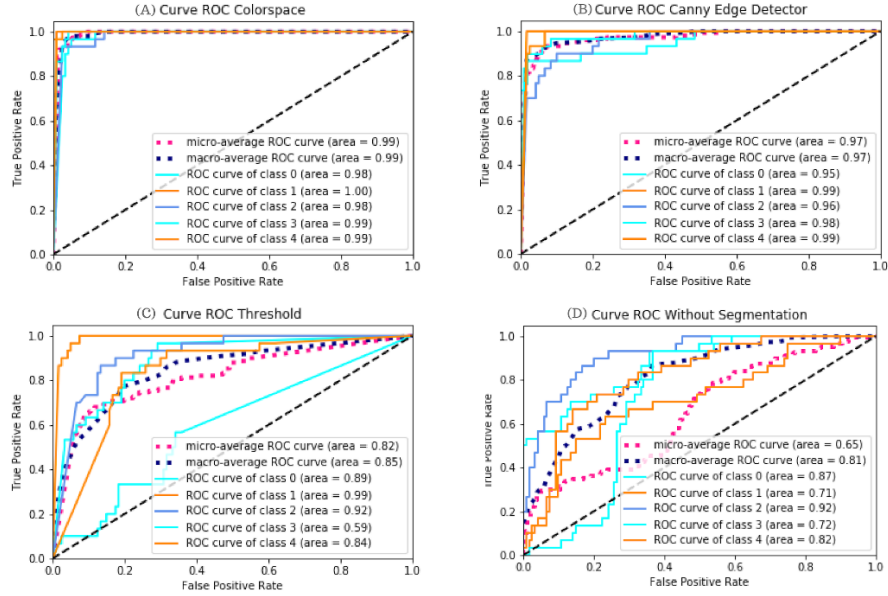 (A) Curve ROC Colorspace
True Positive Rate
1.0
0.8
0.6
0.4
0.2
0.0
micro-average ROC curve (area = 0.99)
macro-average ROC curve (area = 0.99)
ROC curve of class 0 (area = 0.98)
ROC curve of class 1 (area = 1.00)
ROC curve of class 2 (area = 0.98)
ROC curve of class 3 (area = 0.99)
ROC curve of class 4 (area = 0.99)
0.0 0.2 0.4 0.6 0.8 1.0
False Positive Rate
(B) Curve ROC Canny Edge Detector
True Positive Rate
1.0
0.8
0.6
0.4
0.2
0.0
micro-average ROC curve (area = 0.97)
macro-average ROC curve (area = 0.97)
ROC curve of class 0 (area = 0.95)
ROC curve of class 1 (area = 0.99)
ROC curve of class 2 (area = 0.96)
ROC curve of class 3 (area = 0.98)
ROC curve of class 4 (area = 0.99)
0.0 0.2 0.4 0.6 0.8 1.0
False Positive Rate
(C) Curve ROC Threshold
True Positive Rate
1.0
0.8
0.6
0.4
0.2
0.0
micro-average ROC curve (area = 0.82)
macro-average ROC curve (area = 0.85)
ROC curve of class 0 (area = 0.89)
ROC curve of class 1 (area = 0.99)
ROC curve of class 2 (area = 0.92)
ROC curve of class 3 (area = 0.59)
ROC curve of class 4 (area = 0.84)
0.0 0.2 0.4 0.6 0.8 1.0
False Positive Rate
(D) Curve ROC Without Segmentation
True Positive Rate
1.0
0.8
0.6
0.4
0.2
0.0
micro-average ROC curve (area = 0.65)
macro-average ROC curve (area = 0.81)
ROC curve of class 0 (area = 0.87)
ROC curve of class 1 (area = 0.71)
ROC curve of class 2 (area = 0.92)
ROC curve of class 3 (area = 0.72)
ROC curve of class 4 (area = 0.82)
0.0 0.2 0.4 0.6 0.8 1.0
False Positive Rate